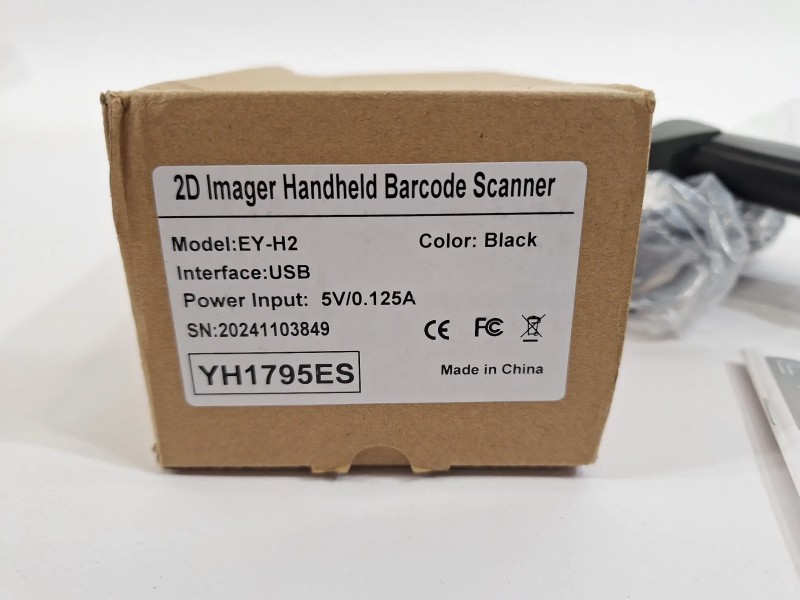 2D Imager Handheld Barcode Scanner
Model:EY-H2 Color: Black
Interface:USB
Power Input: 5V/0.125A
SN:20241103849
CE FC
YH1795ES
Made in China